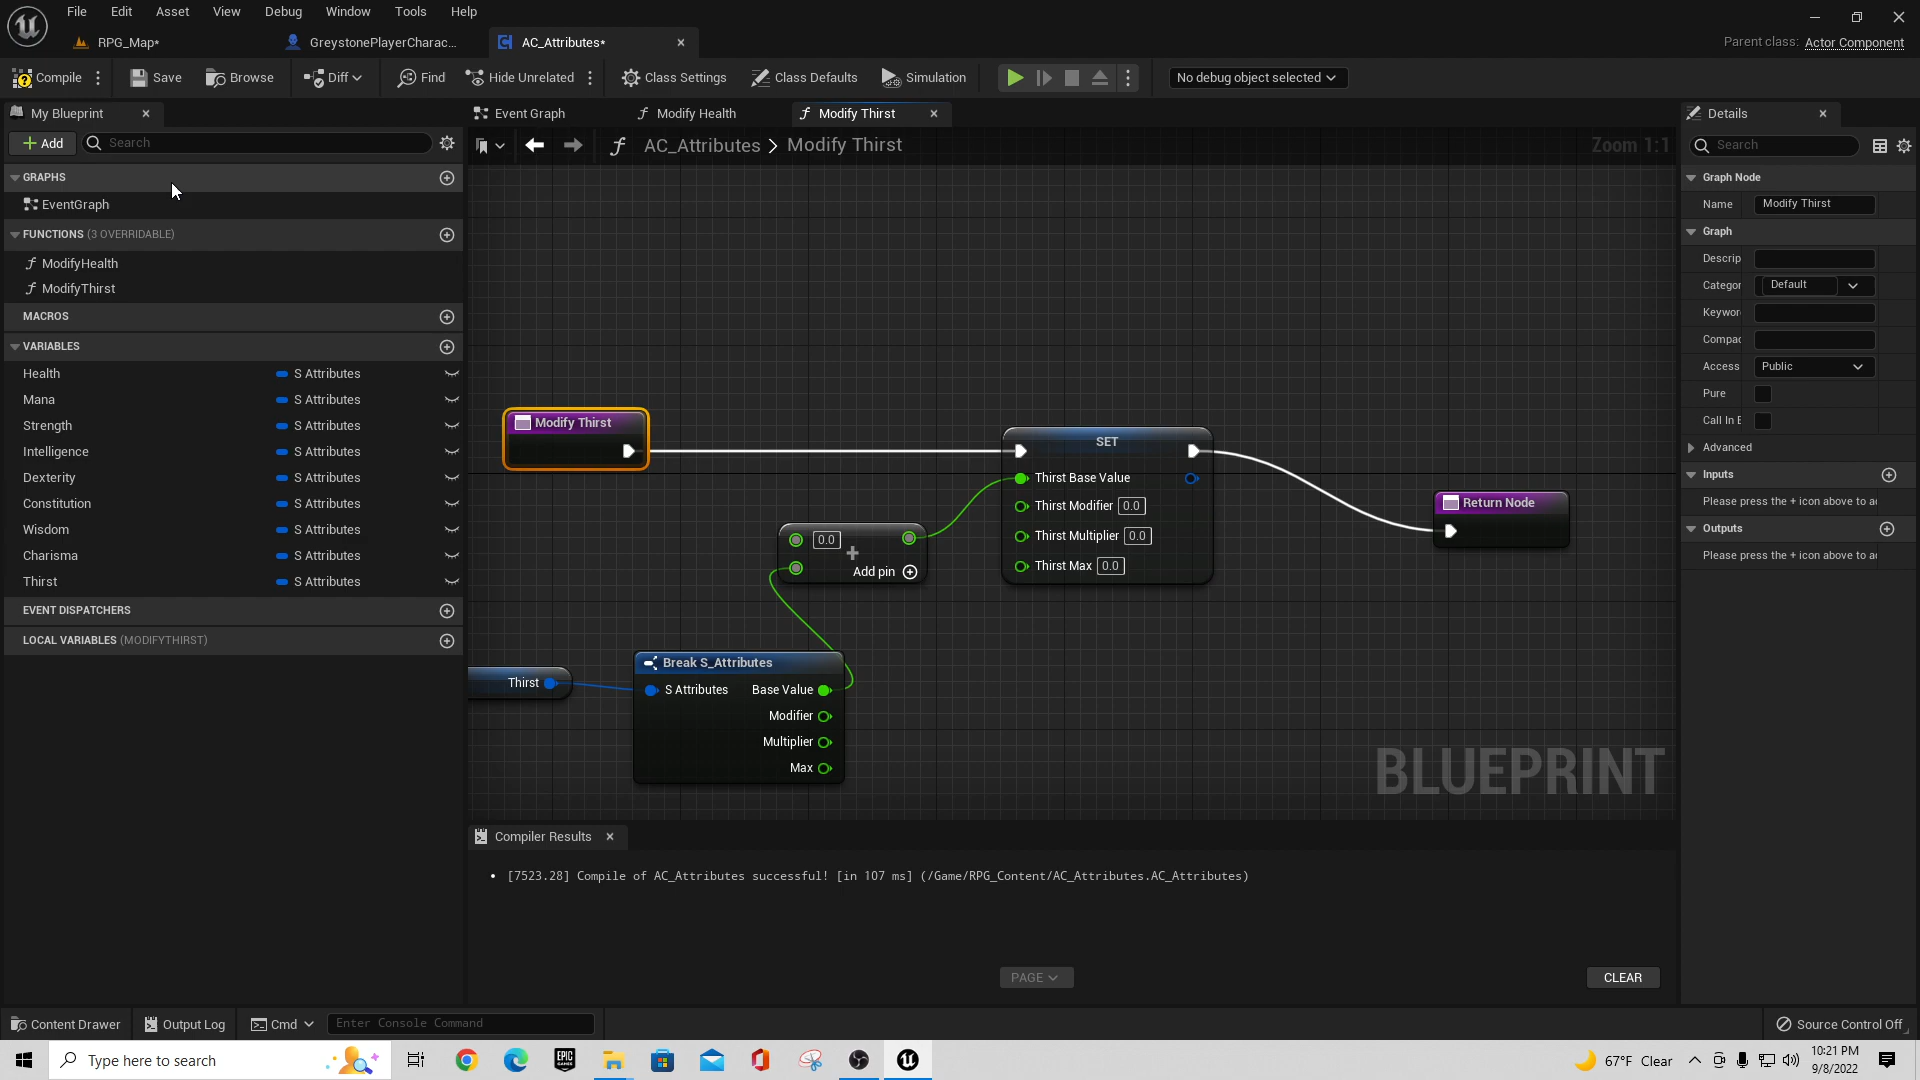 File Edit Asset View Debug Window Tools Help
RPG_Map* GreystonePlayerCharac... AC_Attributes*
Parent class: Actor Component
Compile Save Browse Diff Find Hide Unrelated Class Settings Class Defaults Simulation No debug object selected
My Blueprint Event Graph Modify Health Modify Thirst Details
Add Search AC_Attributes > Modify Thirst Zoom 1:1 Search
GRAPHS
EventGraph
FUNCTIONS (3 OVERRIDABLE)
ModifyHealth
ModifyThirst
MACROS
VARIABLES
Health S Attributes
Mana S Attributes
Strength S Attributes
Intelligence S Attributes
Dexterity S Attributes
Constitution S Attributes
Wisdom S Attributes
Charisma S Attributes
Thirst S Attributes
EVENT DISPATCHERS
LOCAL VARIABLES (MODIFYTHIRST)
Modify Thirst
SET
Thirst Base Value
Thirst Modifier 0.0
Thirst Multiplier 0.0
Thirst Max 0.0
Return Node
0.0
Add pin
Thirst
Break S_Attributes
S Attributes Base Value
Modifier
Multiplier
Max
BLUEPRINT
Graph Node
Name Modify Thirst
Graph
Descrip
Categor Default
Keywor
Compac
Access Public
Pure
Call In E
Advanced
Inputs
Please press the + icon above to ad
Outputs
Please press the + icon above to ad
Compiler Results
• [7523.28] Compile of AC_Attributes successful! [in 107 ms] (/Game/RPG_Content/AC_Attributes.AC_Attributes)
PAGE CLEAR
Content Drawer Output Log Cmd Enter Console Command Source Control Off
Type here to search EPIC GAMES 67°F Clear 10:21 PM
9/8/2022